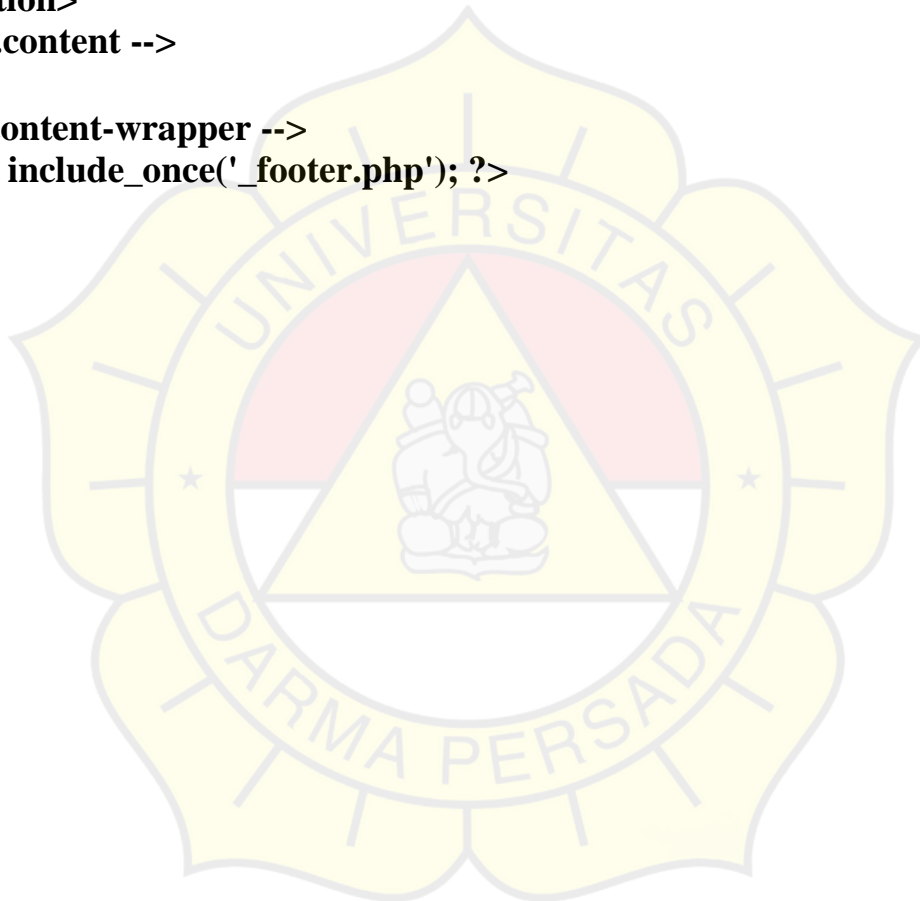 tion>
.content -->
ontent-wrapper -->
include_once('_footer.php'); ?>
UNIVERSITAS
DARMA PERSADA